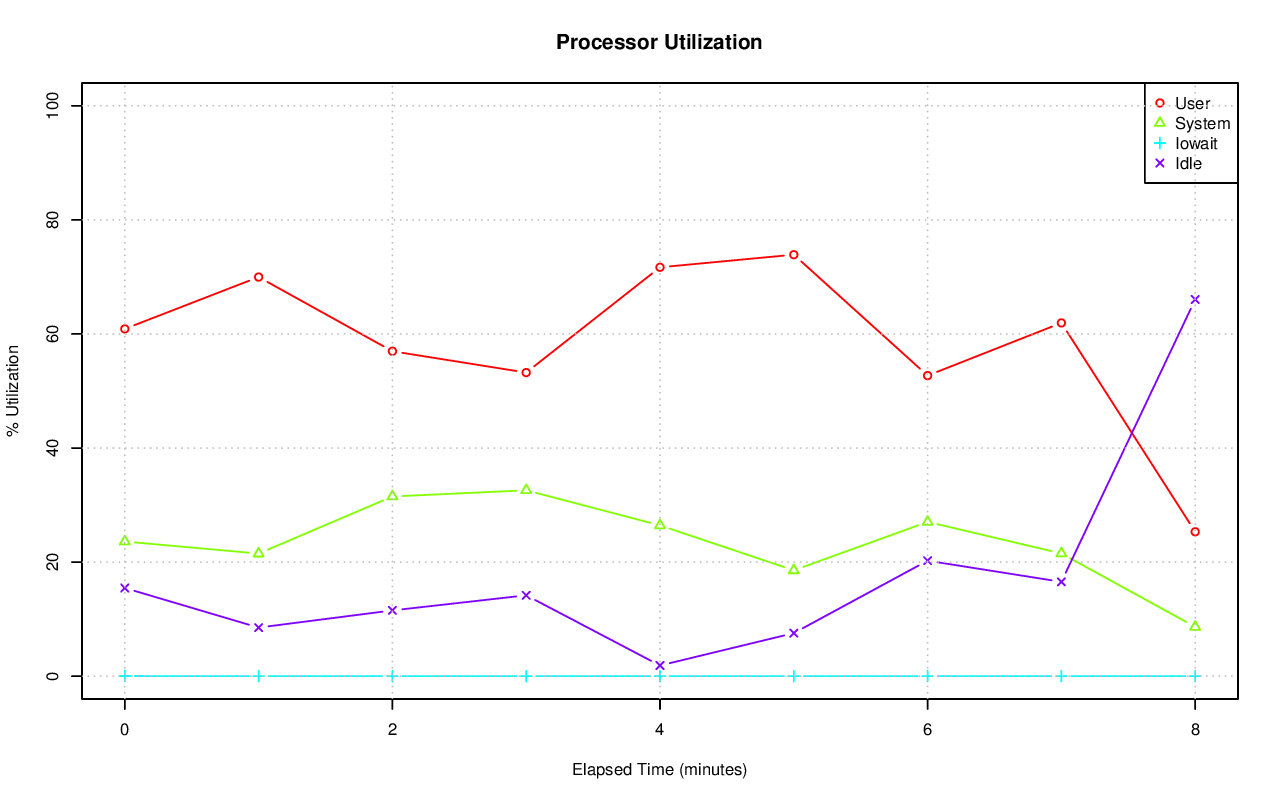 Processor Utilization
User
System
Iowait
Idle
% Utilization
100
80
60
40
20
0
0 2 4 6 8
Elapsed Time (minutes)